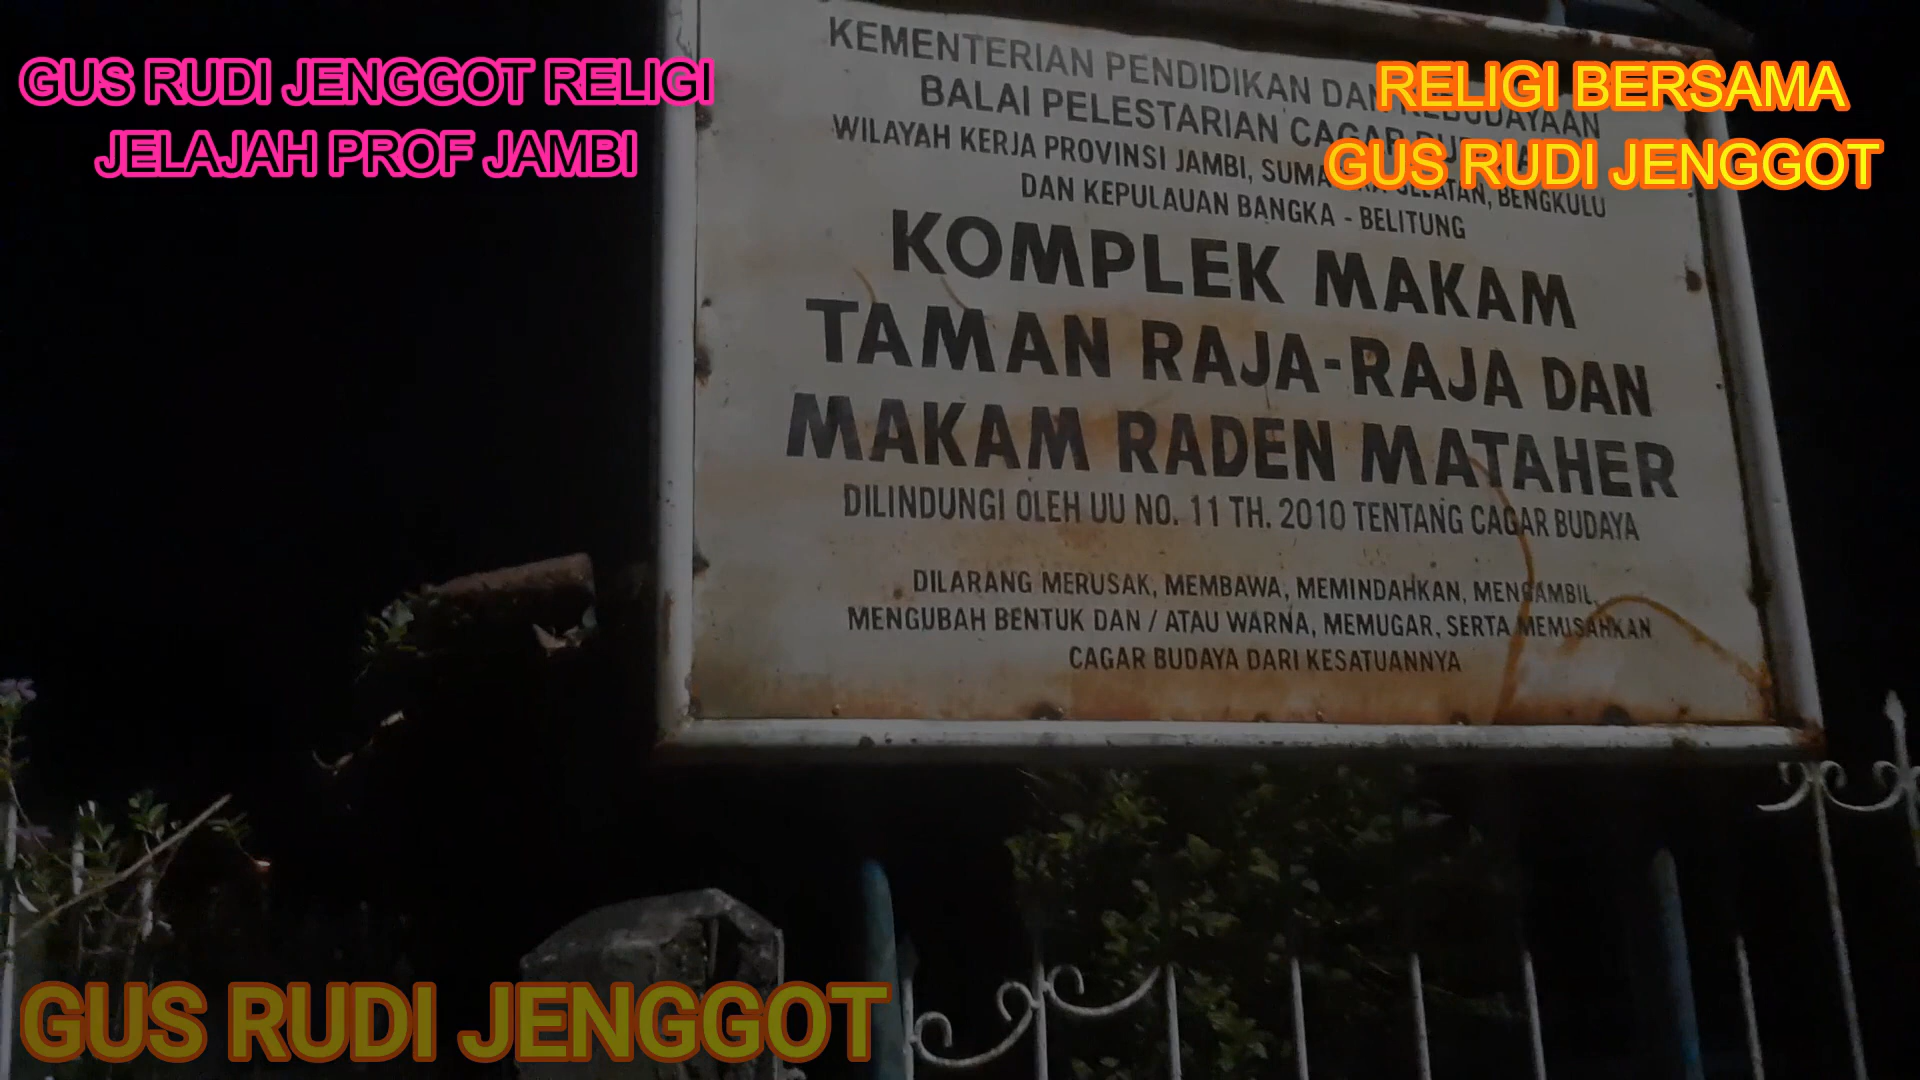 GUS RUDI JENGGOT RELIGI
JELAJAH PROF JAMBI
RELIGI BERSAMA
GUS RUDI JENGGOT
KEMENTERIAN PENDIDIKAN DAN KEBUDAYAAN
BALAI PELESTARIAN CAGAR
WILAYAH KERJA PROVINSI JAMBI, SUMATRA SELATAN, BENGKULU
DAN KEPULAUAN BANGKA - BELITUNG
KOMPLEK MAKAM
TAMAN RAJA-RAJA DAN
MAKAM RADEN MATAHER
DILINDUNGI OLEH UU NO. 11 TH. 2010 TENTANG CAGAR BUDAYA
DILARANG MERUSAK, MEMBAWA, MEMINDAHKAN, MENGAMBIL,
MENGUBAH BENTUK DAN / ATAU WARNA, MEMUGAR, SERTA MEMISAHKAN
CAGAR BUDAYA DARI KESATUANNYA
GUS RUDI JENGGOT